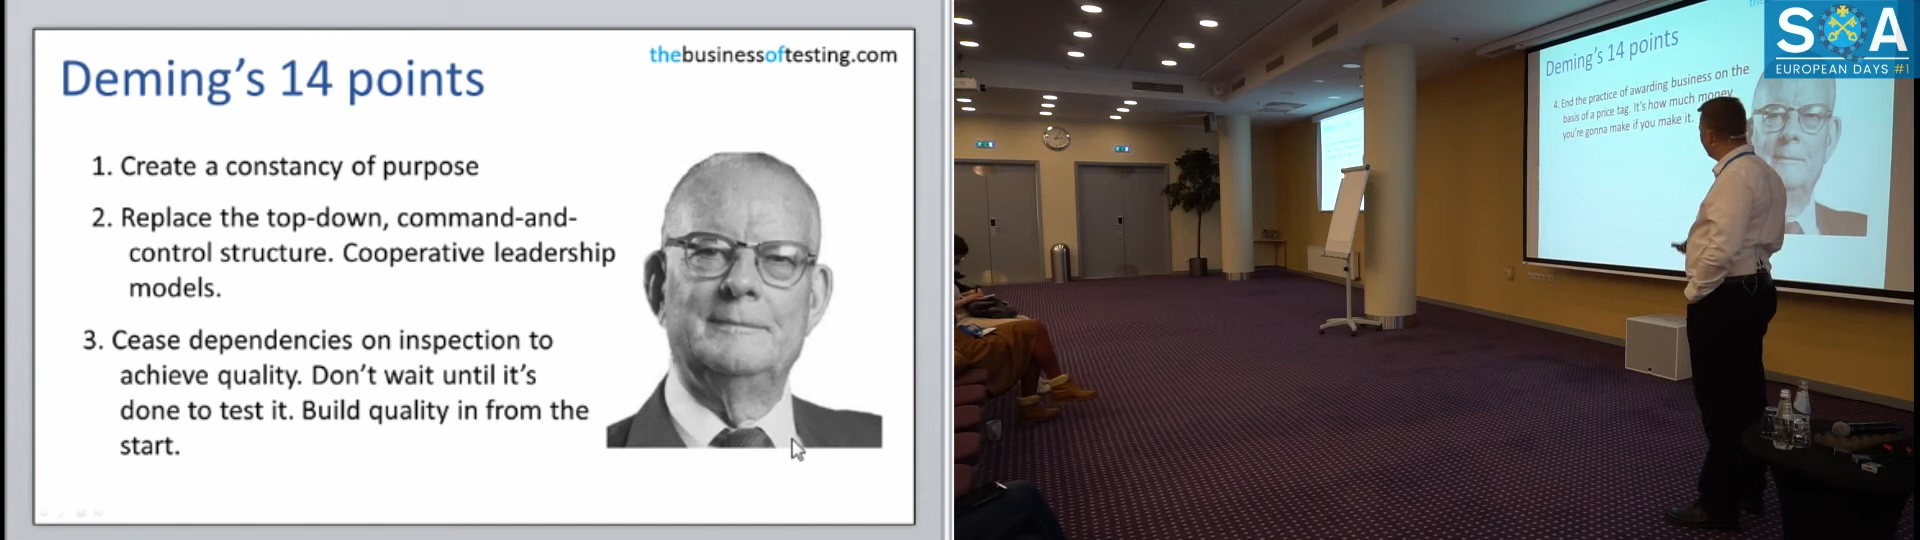 thebusinessoftesting.com
Deming's 14 points
1. Create a constancy of purpose
2. Replace the top-down, command-and-
control structure. Cooperative leadership
models.
3. Cease dependencies on inspection to
achieve quality. Don't wait until it's
done to test it. Build quality in from the
start.
SQA
EUROPEAN DAYS #1
Deming's 14 points
4. End the practice of awarding business on the
basis of a price tag. It's how much money
you're gonna make if you make it.